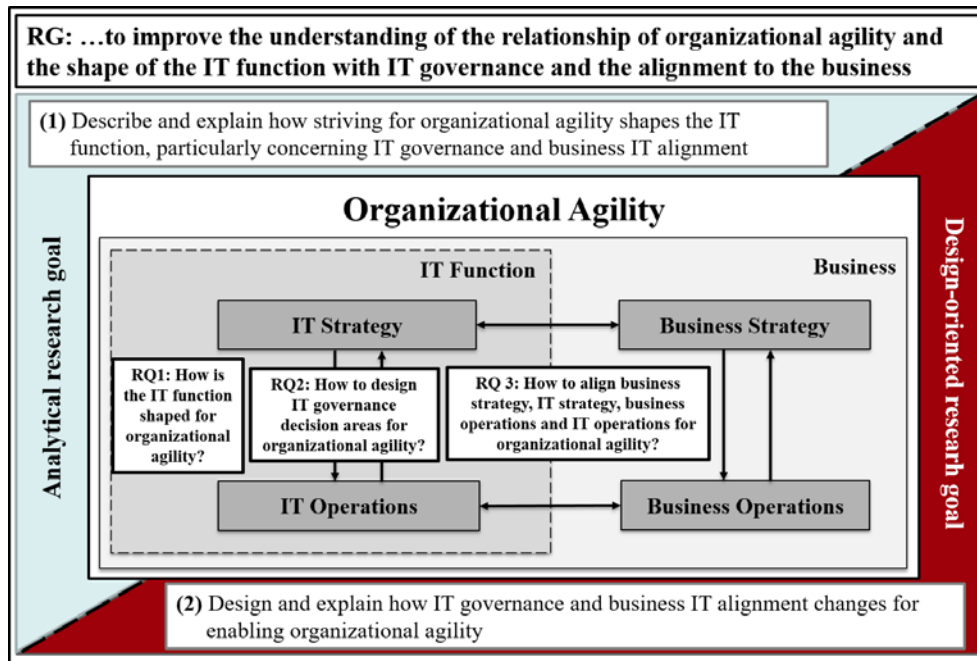 RG: …to improve the understanding of the relationship of organizational agility and
the shape of the IT function with IT governance and the alignment to the business
(1) Describe and explain how striving for organizational agility shapes the IT
function, particularly concerning IT governance and business IT alignment
Analytical research goal
Organizational Agility
IT Function
Business
IT Strategy
Business Strategy
RQ1: How is
the IT function
shaped for
organizational
agility?
RQ2: How to design
IT governance
decision areas for
organizational agility?
RQ 3: How to align business
strategy, IT strategy, business
operations and IT operations for
organizational agility?
IT Operations
Business Operations
Design-oriented researh goal
(2) Design and explain how IT governance and business IT alignment changes for
enabling organizational agility